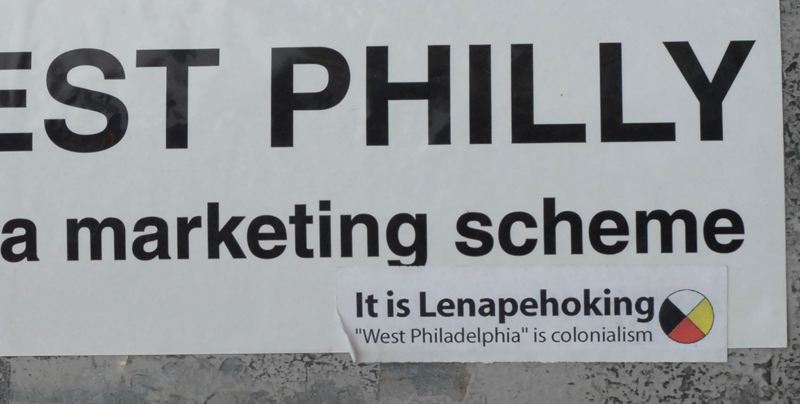 EST PHILLY
a marketing scheme
It is Lenapehoking
"West Philadelphia" is colonialism